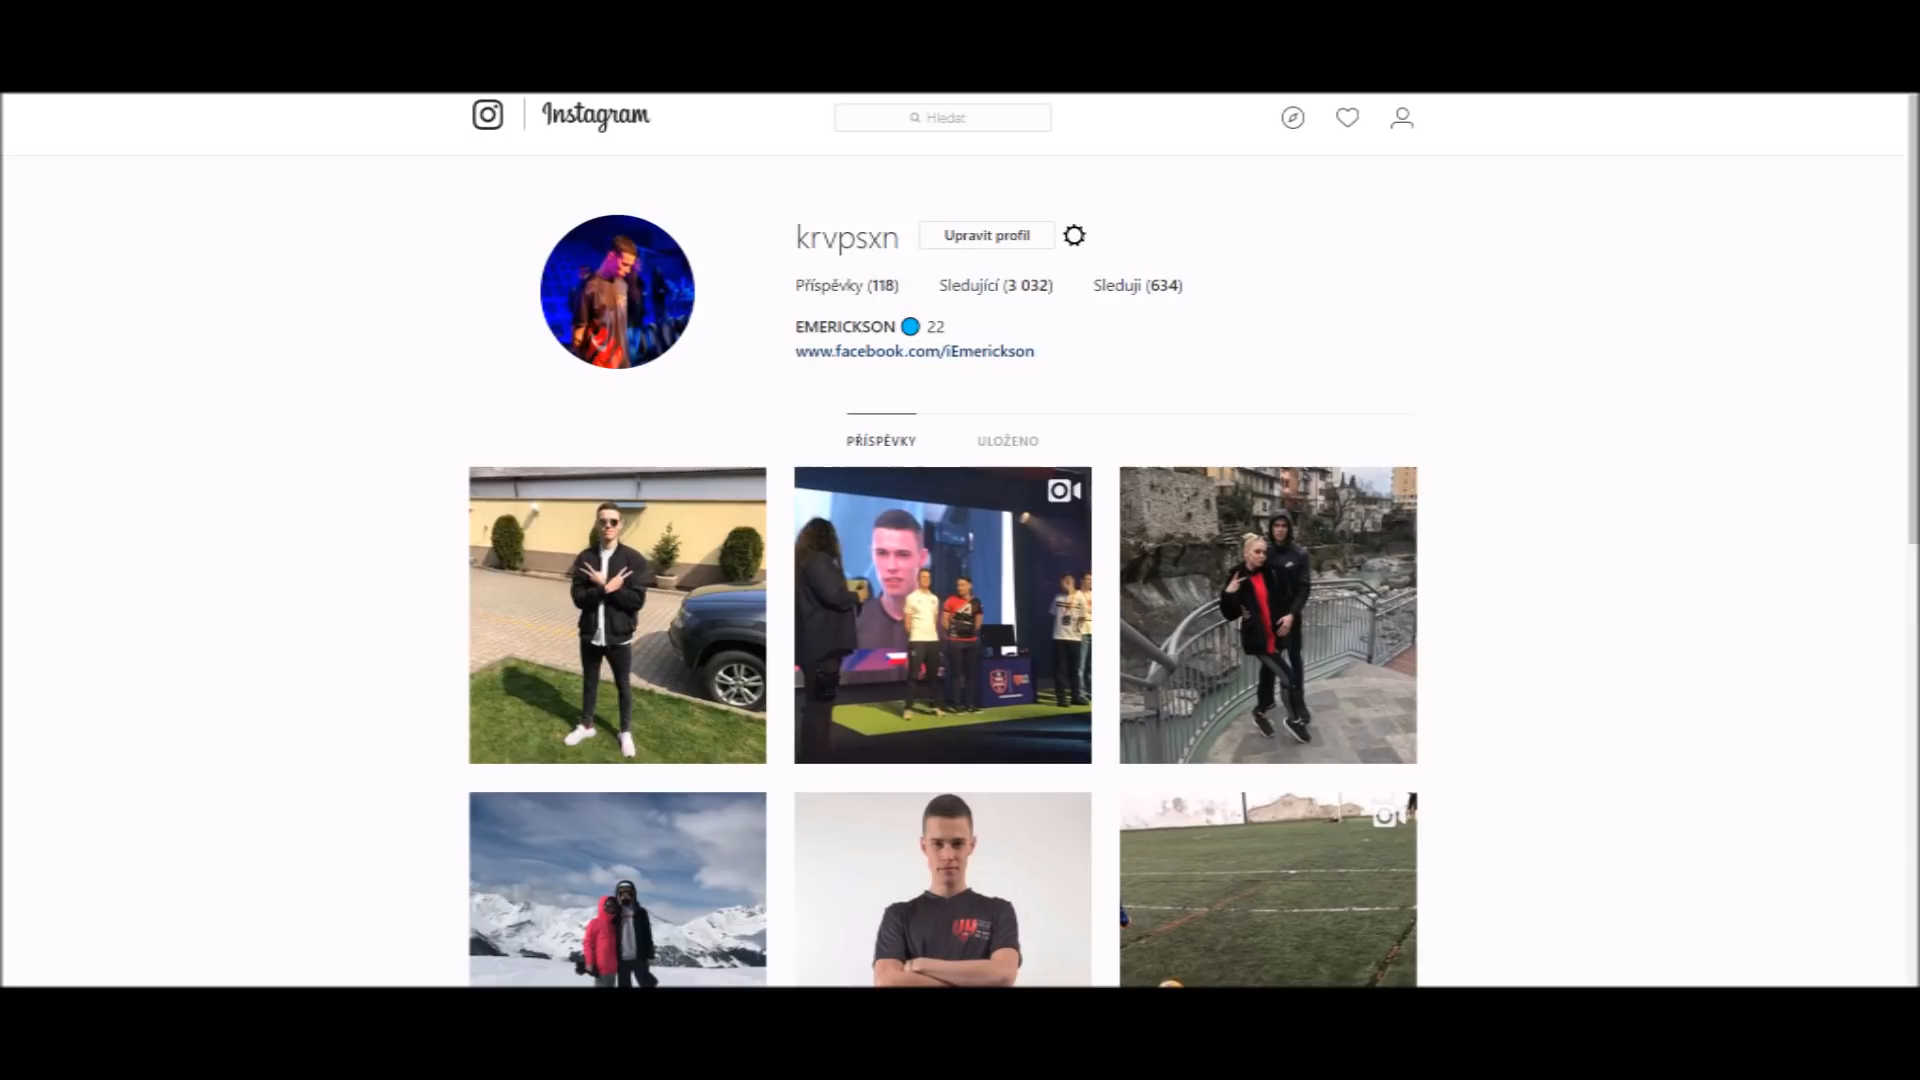 Instagram
Hledat
krvpsxn
Upravit profil
Příspěvky (118)
Sledující (3 032)
Sleduji (634)
EMERICKSON 22
www.facebook.com/iEmerickson
PŘÍSPĚVKY
ULOŽENO